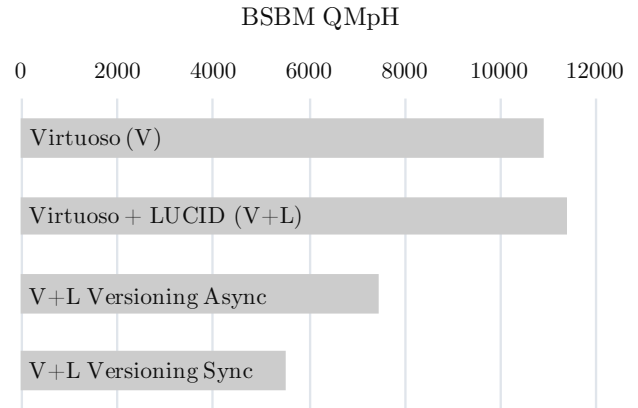 BSBM QMpH
0 2000 4000 6000 8000 10000 12000
Virtuoso (V)
Virtuoso + LUCID (V+L)
V+L Versioning Async
V+L Versioning Sync